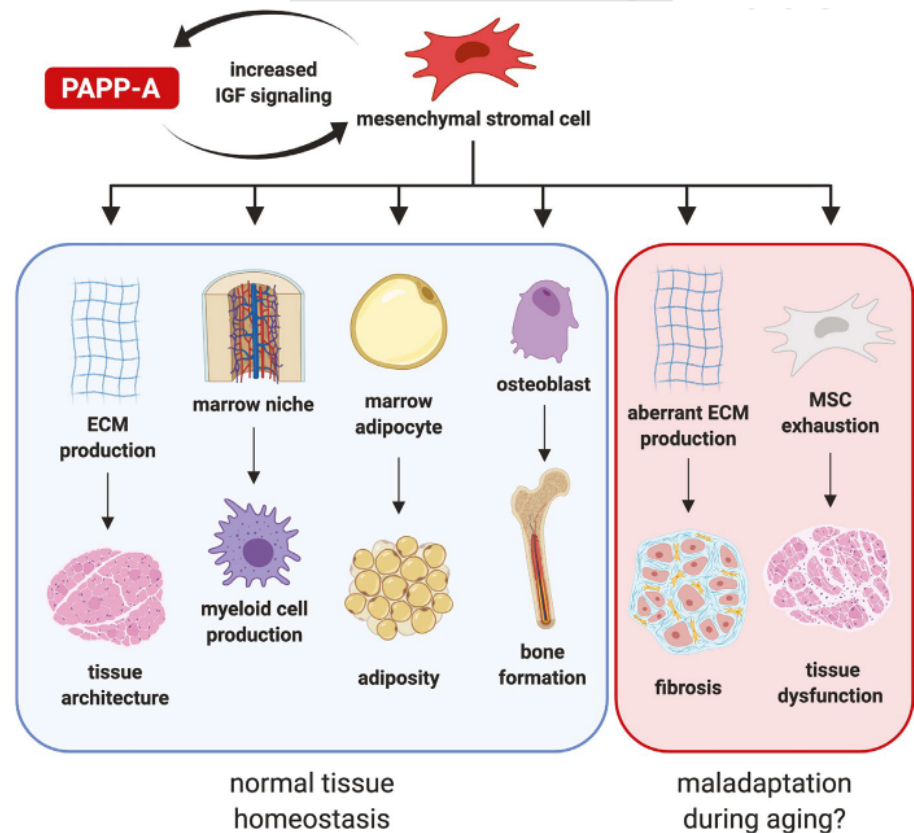 PAPP-A
increased
IGF signaling
mesenchymal stromal cell
ECM
production
marrow niche
marrow
adipocyte
osteoblast
aberrant ECM
production
MSC
exhaustion
tissue
architecture
myeloid cell
production
adiposity
bone
formation
fibrosis
tissue
dysfunction
normal tissue
homeostasis
maladaptation
during aging?